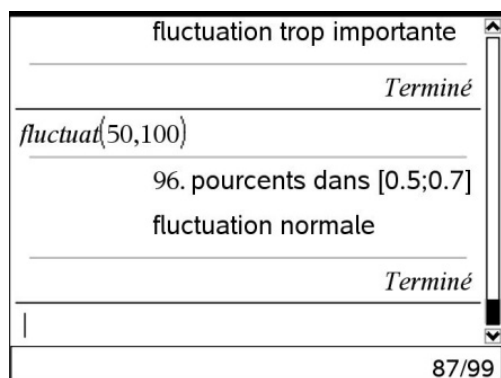 fluctuation trop importante
Terminé
fluctuat(50,100)
96. pourcents dans [0.5;0.7]
fluctuation normale
Terminé
87/99